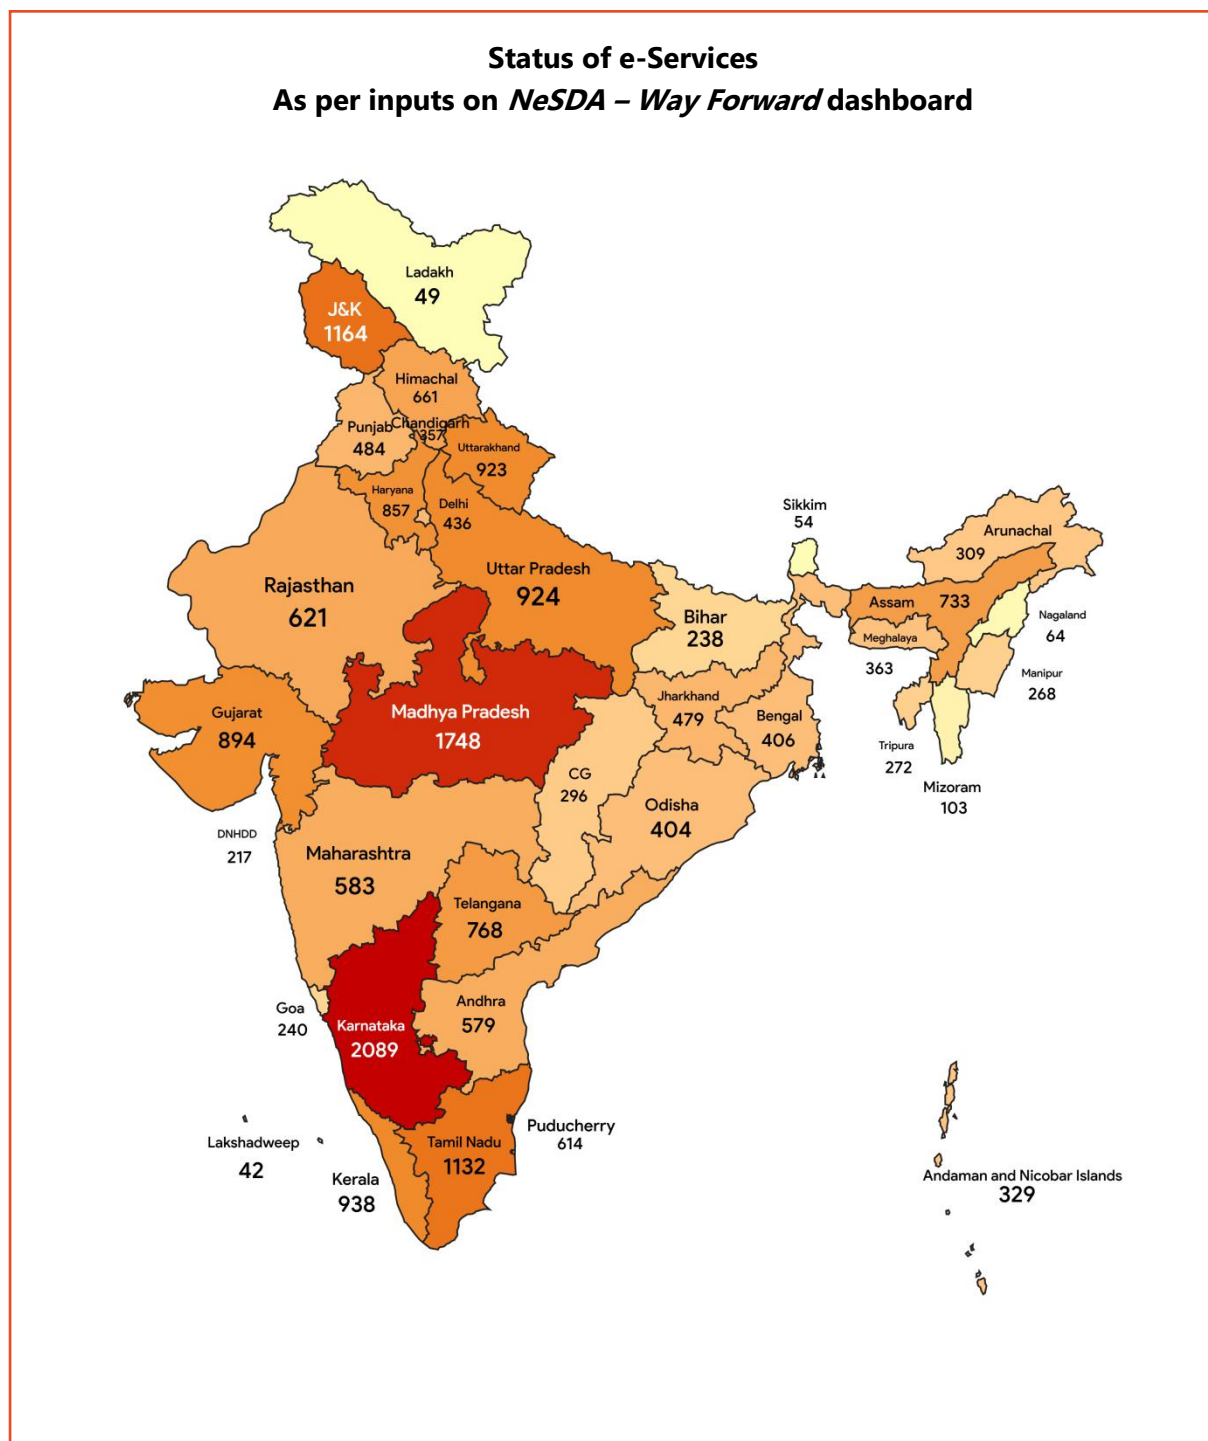 Status of e-Services
As per inputs on NeSDA – Way Forward dashboard
Ladakh
49
J&K
1164
Himachal
661
Chandigarh
357
Punjab
484
Uttarakhand
923
Haryana
857
Delhi
436
Sikkim
54
Arunachal
309
Rajasthan
621
Uttar Pradesh
924
Bihar
238
Assam 733
Nagaland
64
Meghalaya
363
Manipur
268
Gujarat
894
Madhya Pradesh
1748
Jharkhand
479
Bengal
406
Tripura
272
Mizoram
103
CG
296
Odisha
404
DNHDD
217
Maharashtra
583
Telangana
768
Goa
240
Karnataka
2089
Andhra
579
Lakshadweep
42
Kerala
938
Tamil Nadu
1132
Puducherry
614
Andaman and Nicobar Islands
329